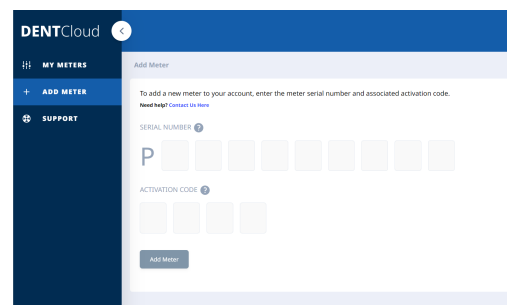 DENTCloud
MY METERS
+ ADD METER
SUPPORT
Add Meter
To add a new meter to your account, enter the meter serial number and associated activation code.
Need help? Contact Us Here
SERIAL NUMBER ?
P
ACTIVATION CODE ?
Add Meter